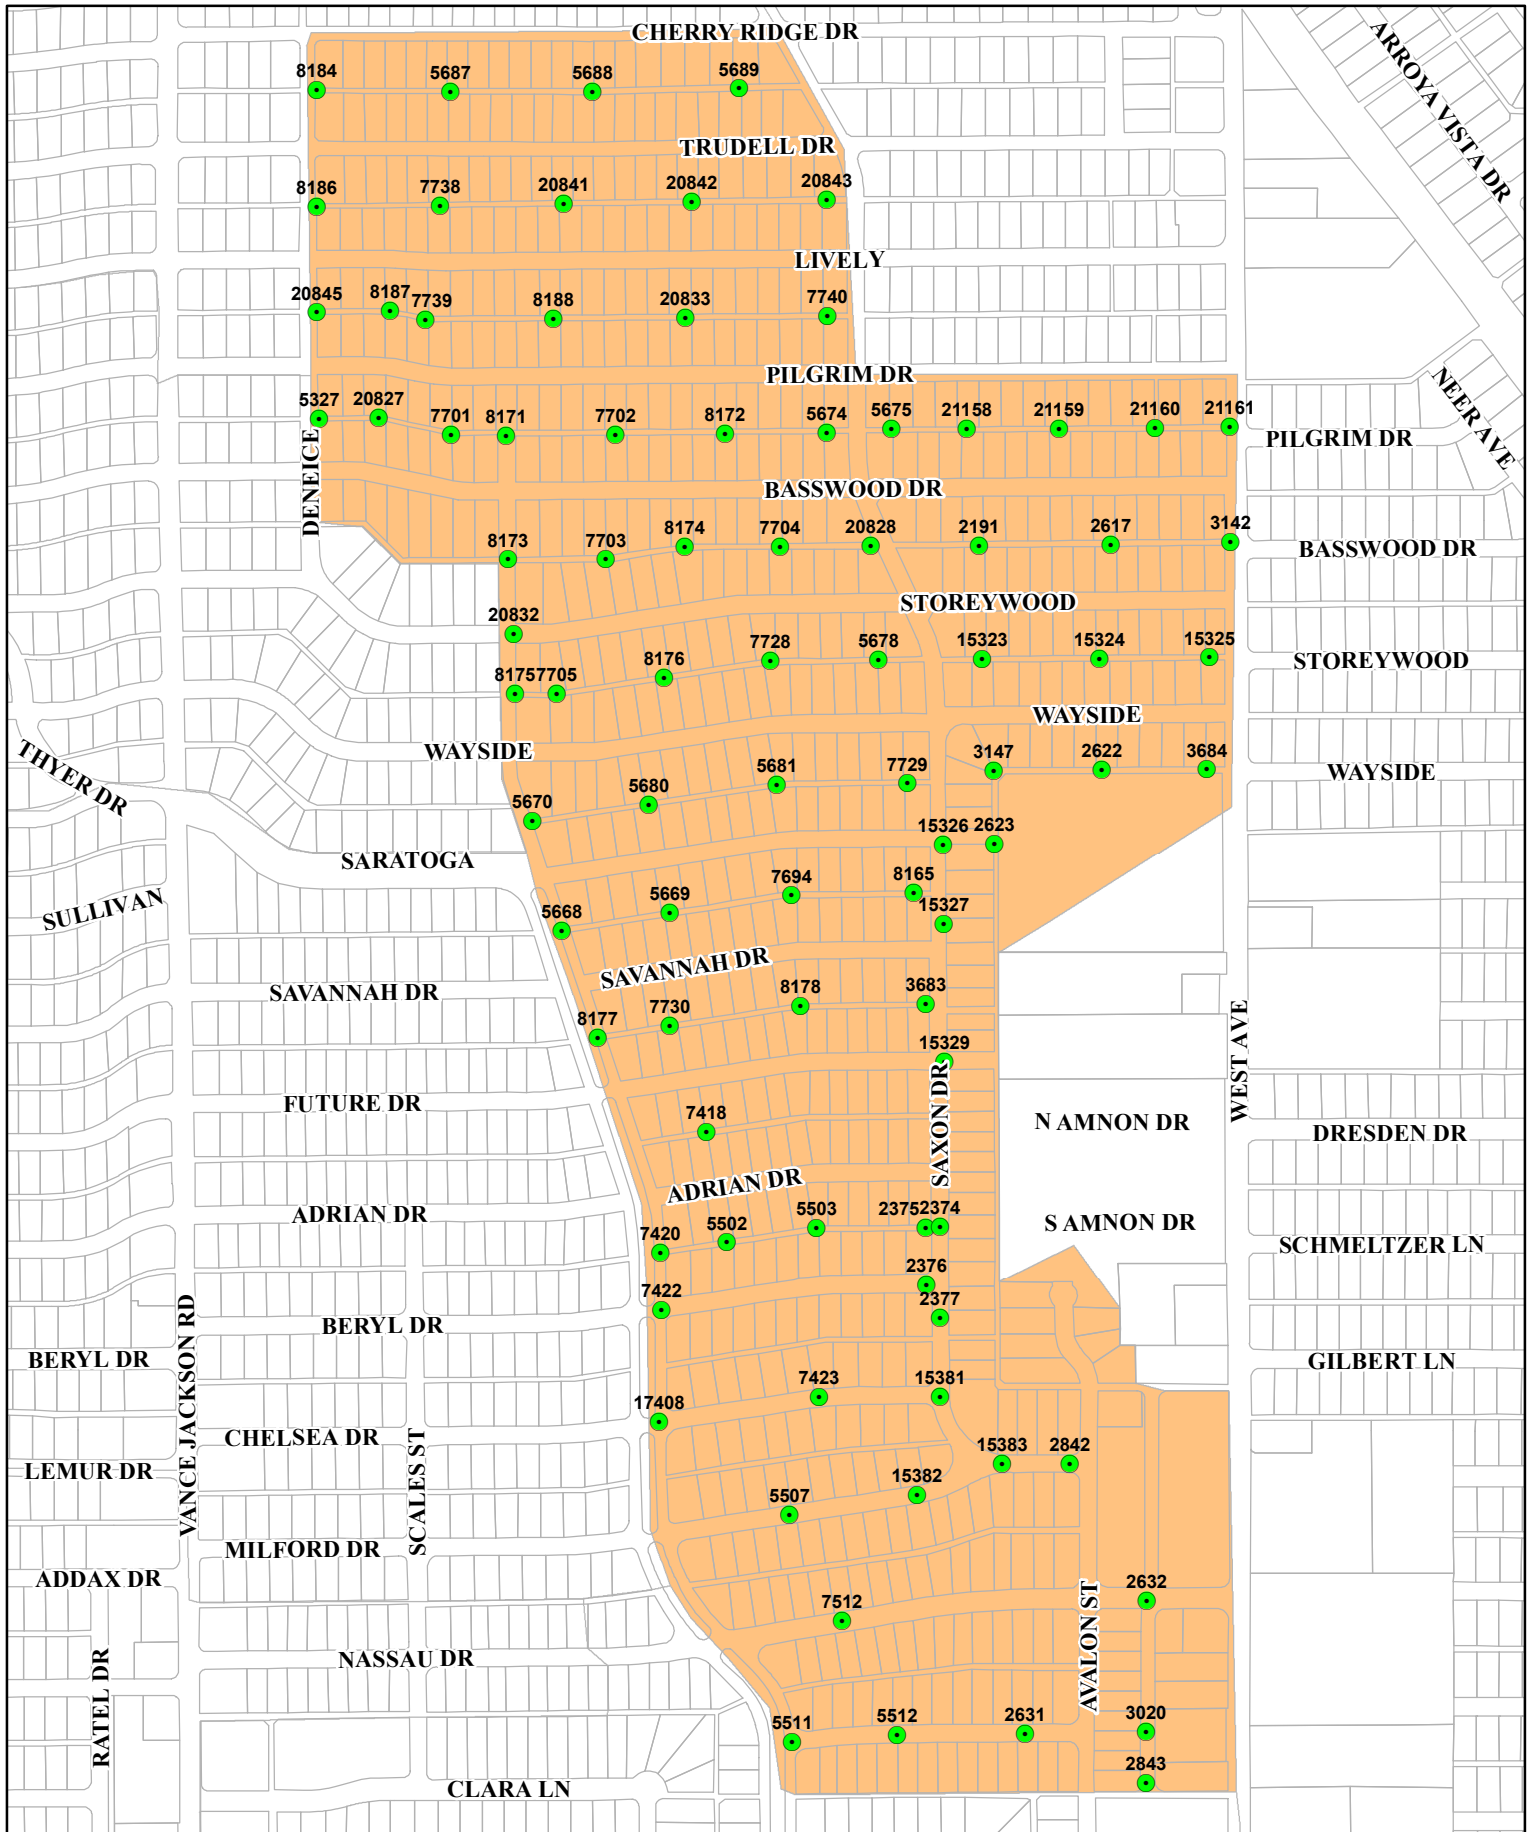 CHERRY RIDGE DR
ARROYA VISTA DR
8184
5687
5688
5689
TRUDELL DR
8186
7738
20841
20842
20843
LIVELY
20845
8187
7739
8188
20833
7740
PILGRIM DR
NEER AVE
5327
20827
7701
8171
7702
8172
5674
5675
21158
21159
21160
21161
PILGRIM DR
DENEICE
BASSWOOD DR
8173
7703
8174
7704
20828
2191
2617
3142
BASSWOOD DR
STOREYWOOD
20832
8175
7705
8176
7728
5678
15323
15324
15325
STOREYWOOD
WAYSIDE
WAYSIDE
THYER DR
5670
5680
5681
7729
3147
2622
3684
WAYSIDE
SARATOGA
15326
2623
SULLIVAN
5668
5669
7694
8165
15327
SAVANNAH DR
SAVANNAH DR
8177
7730
8178
3683
15329
SAXON DR
WEST AVE
FUTURE DR
7418
N AMNON DR
DRESDEN DR
ADRIAN DR
ADRIAN DR
7420
5502
5503
2375
2374
S AMNON DR
SCHMELTZER LN
7422
2376
2377
BERYL DR
BERYL DR
VANCE JACKSON RD
GILBERT LN
17408
7423
15381
CHELSEA DR
LEMUR DR
SCALES ST
15383
2842
5507
15382
MILFORD DR
ADDAX DR
7512
2632
AVALON ST
NASSAU DR
RATEL DR
5511
5512
2631
3020
2843
CLARA LN